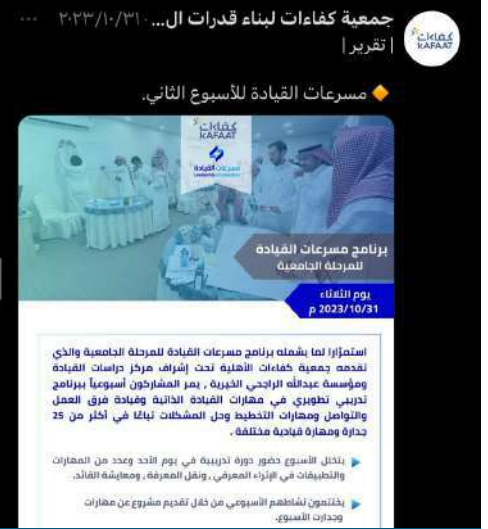 جمعية كفاءات لبناء قدرات ال... · ٢٠٢٣/١٠/٣١ ...
| تقرير |
كفاءات
KAFAAT
🔶 مسرعات القيادة للأسبوع الثاني.
كفاءات
KAFAAT
مسرعات القيادة
برنامج مسرعات القيادة
للمرحلة الجامعية
يوم الثلاثاء
2023/10/31 م
استمرارا لما يشمله برنامج مسرعات القيادة للمرحلة الجامعية والذي
تقدمه جمعية كفاءات الأهلية تحت إشراف مركز دراسات القيادة
ومؤسسة عبدالله الراجحي الخيرية ، يمر المشاركون أسبوعياً ببرنامج
تدريبي تطويري في مهارات القيادة الذاتية وقيادة فرق العمل
والتواصل ومهارات التخطيط وحل المشكلات تباعًا في أكثر من 25
جدارة ومهارة قيادية مختلفة .
يتخلل الأسبوع حضور دورة تدريبية في يوم الأحد وعدد من المهارات
والتطبيقات في الإثراء المعرفي ، ونقل المعرفة ، ومعايشة القائد.
يختتمون نشاطهم الأسبوعي من خلال تقديم مشروع عن مهارات
وجدارت الأسبوع.